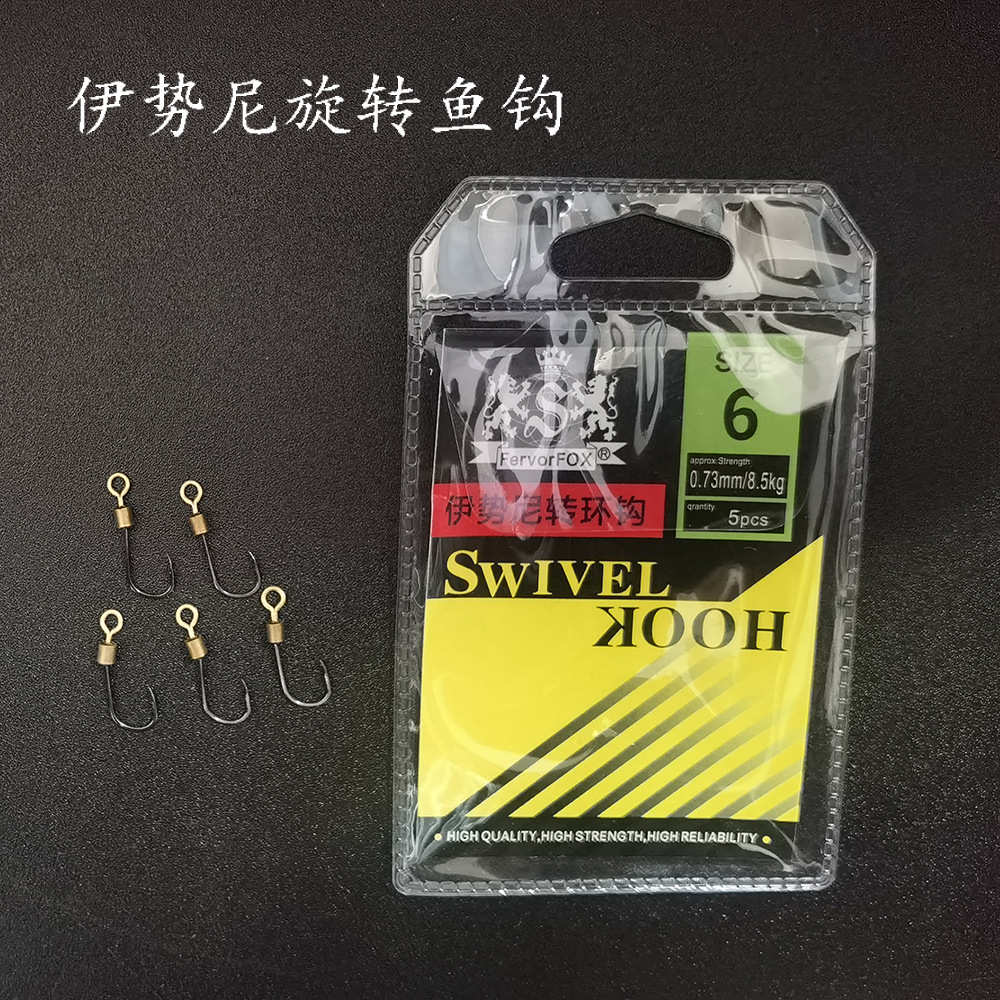 伊势尼旋转鱼钩
SIZE
6
S
FervorFOX®
approx:Strength
0.73mm/8.5kg
qrantity
5pcs
伊势尼转环钩
SWIVEL
HOOK
• HIGH QUALITY,HIGH STRENGTH,HIGH RELIABILITY •